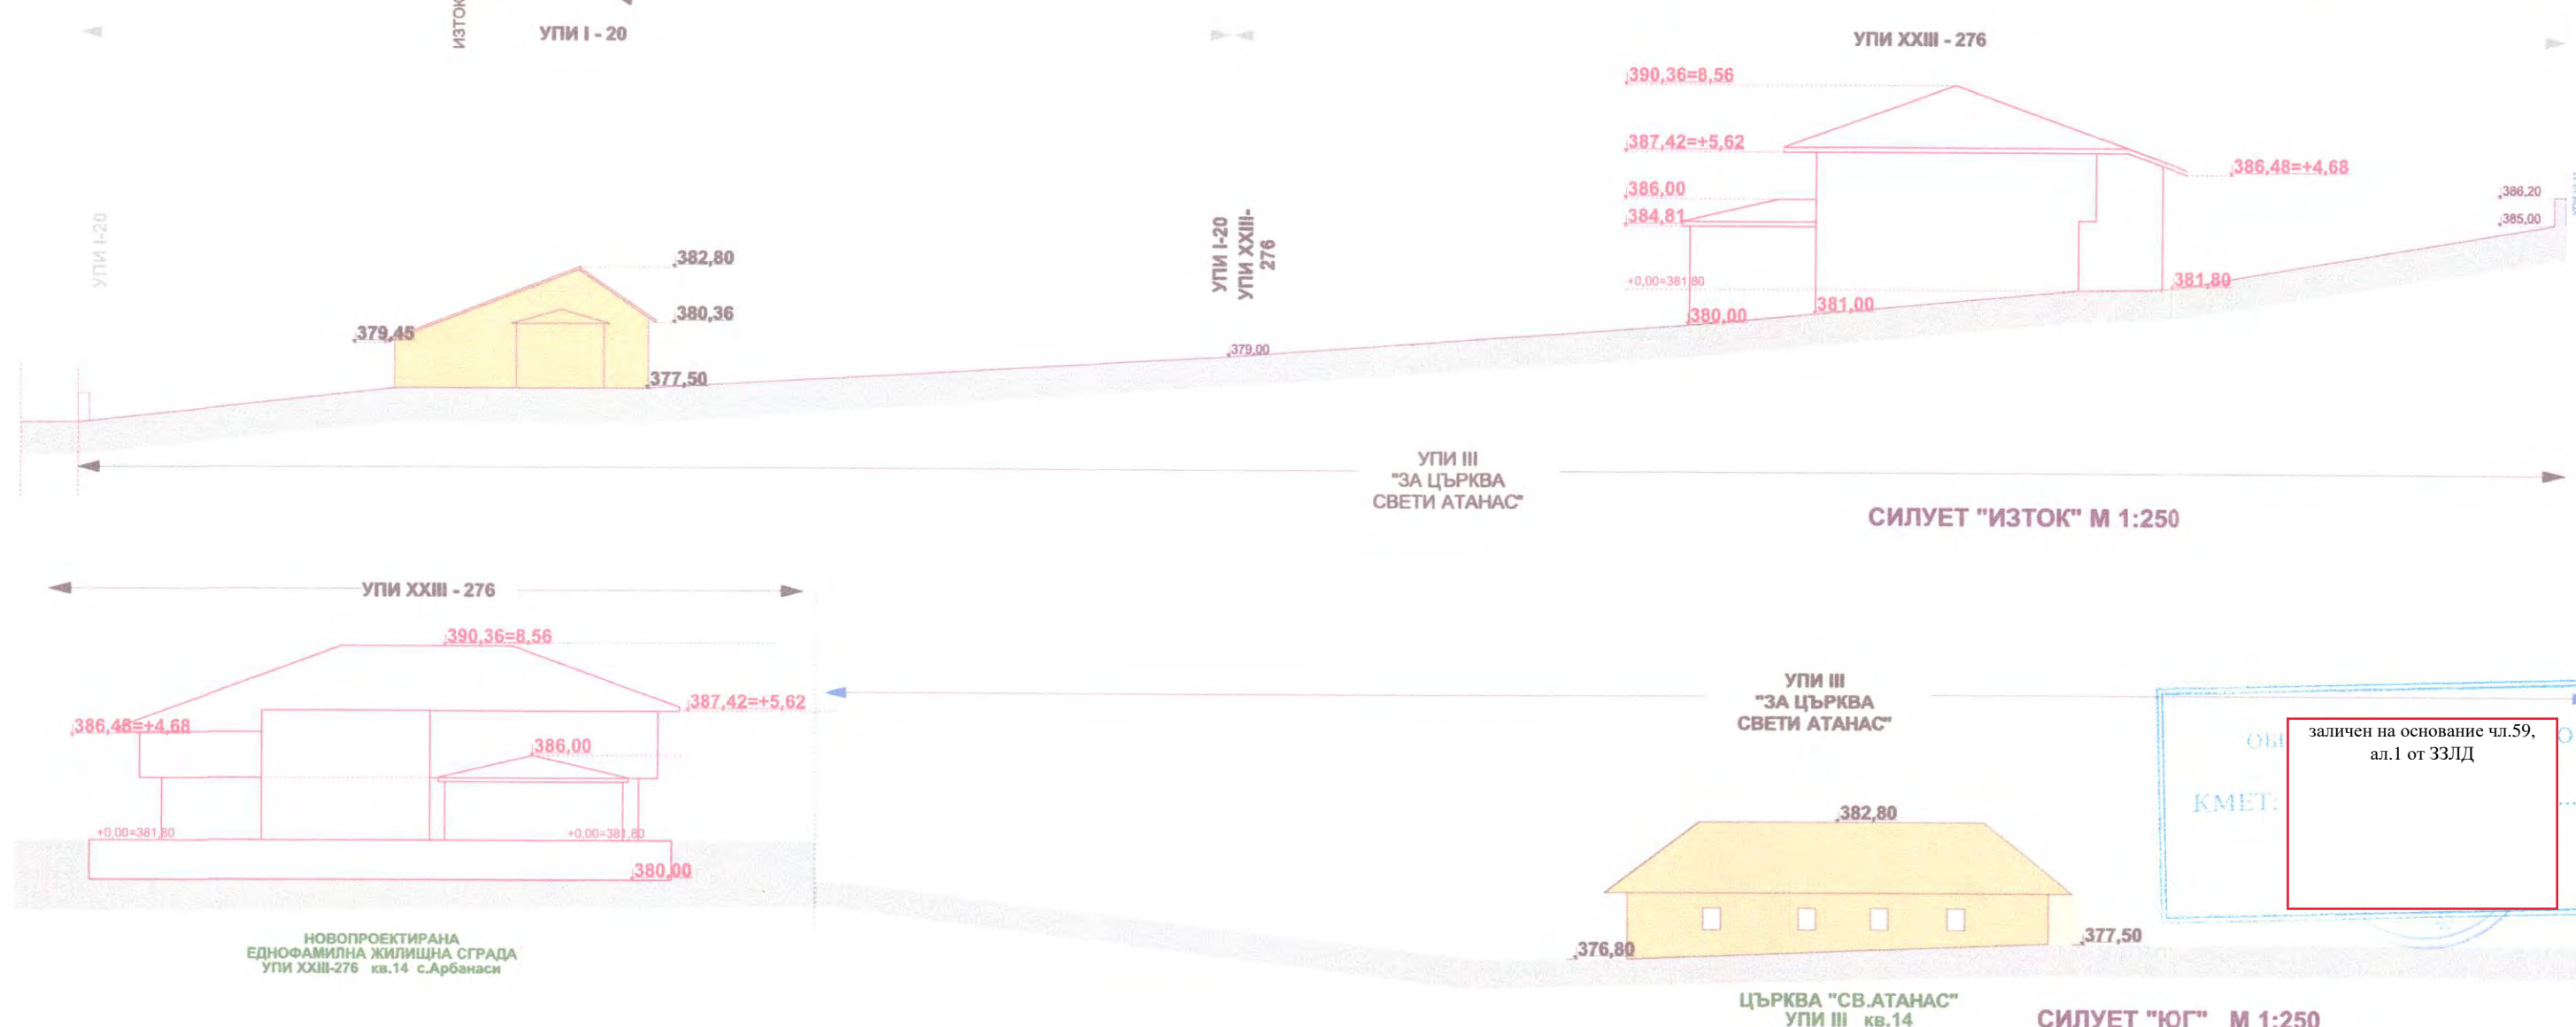 ИЗТОК
УПИ I - 20
УПИ XXIII - 276
390,36=8,56
387,42=+5,62
386,48=+4,68
386,00
384,81
386,20
385,00
УПИ I-20
УПИ I-20
УПИ XXIII-
276
382,80
380,36
379,45
377,50
+0,00=381,80
381,80
381,00
380,00
379,00
УПИ III
"ЗА ЦЪРКВА
СВЕТИ АТАНАС"
СИЛУЕТ "ИЗТОК" М 1:250
УПИ XXIII - 276
390,36=8,56
387,42=+5,62
386,48=+4,68
386,00
+0,00=381,80
+0,00=381,80
380,00
НОВОПРОЕКТИРАНА
ЕДНОФАМИЛНА ЖИЛИЩНА СГРАДА
УПИ XXIII-276 кв.14 с.Арбанаси
УПИ III
"ЗА ЦЪРКВА
СВЕТИ АТАНАС"
382,80
376,80
377,50
заличен на основание чл.59,
ал.1 от ЗЗЛД
КМЕТ:
ЦЪРКВА "СВ.АТАНАС"
УПИ III кв.14
СИЛУЕТ "ЮГ" М 1:250